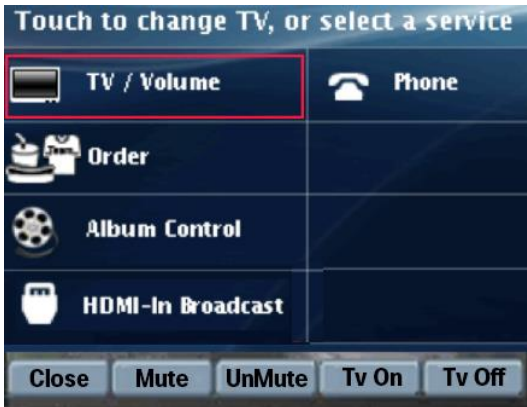 Touch to change TV, or select a service
TV / Volume
Phone
Order
Album Control
HDMI-In Broadcast
Close Mute UnMute Tv On Tv Off